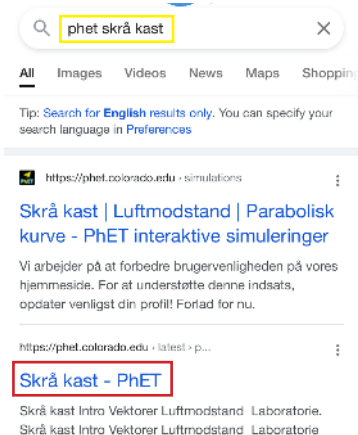 phet skrå kast
All Images Videos News Maps Shopping
Tip: Search for English results only. You can specify your
search language in Preferences
https://phet.colorado.edu › simulations
Skrå kast | Luftmodstand | Parabolisk
kurve - PhET interaktive simuleringer
Vi arbejder på at forbedre brugervenligheden på vores
hjemmeside. For at understøtte denne indsats,
opdater venligst din profil! Forlad for nu.
https://phet.colorado.edu › latest › p...
Skrå kast - PhET
Skrå kast Intro Vektorer Luftmodstand Laboratorie.
Skrå kast Intro Vektorer Luftmodstand Laboratorie